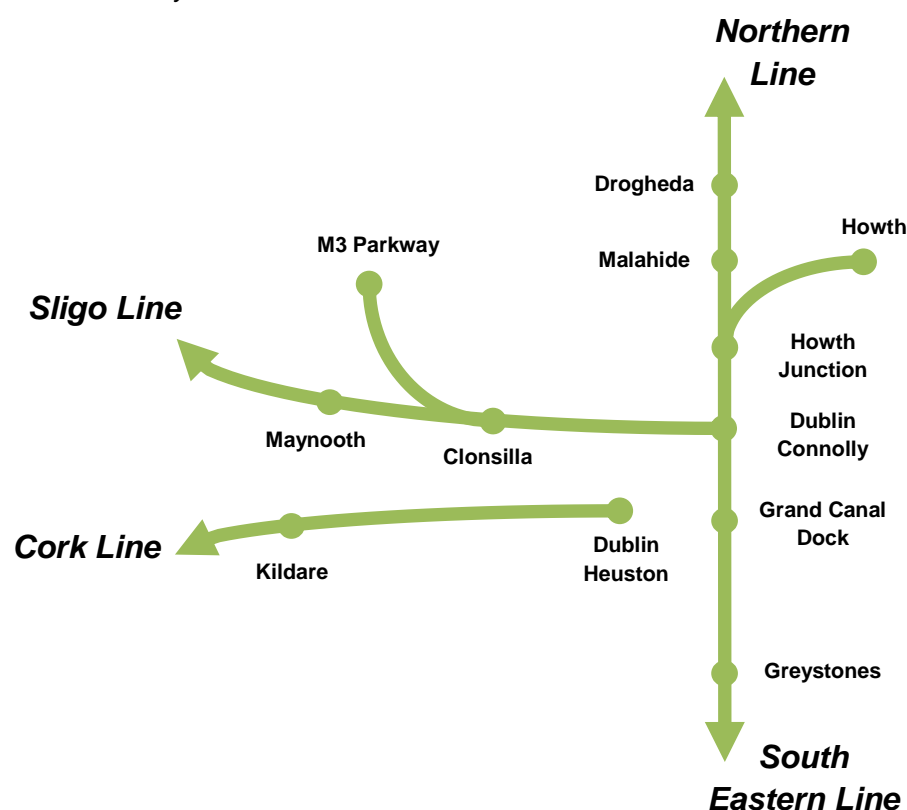 Northern
Line
Drogheda
Howth
M3 Parkway
Malahide
Sligo Line
Howth
Junction
Maynooth
Clonsilla
Dublin
Connolly
Grand Canal
Dock
Cork Line
Kildare
Dublin
Heuston
Greystones
South
Eastern Line